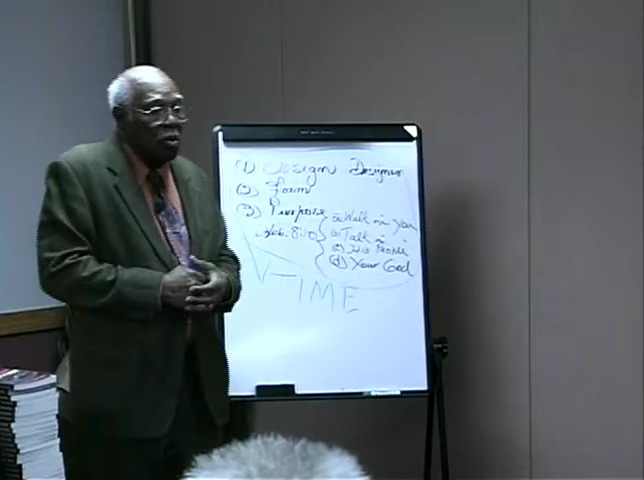 (1) Design Designer
(2) Form
(3) Purpose
Heb. 8:10
a) Walk in You
b) Talk in
c) His People
(d) Your God
TIME